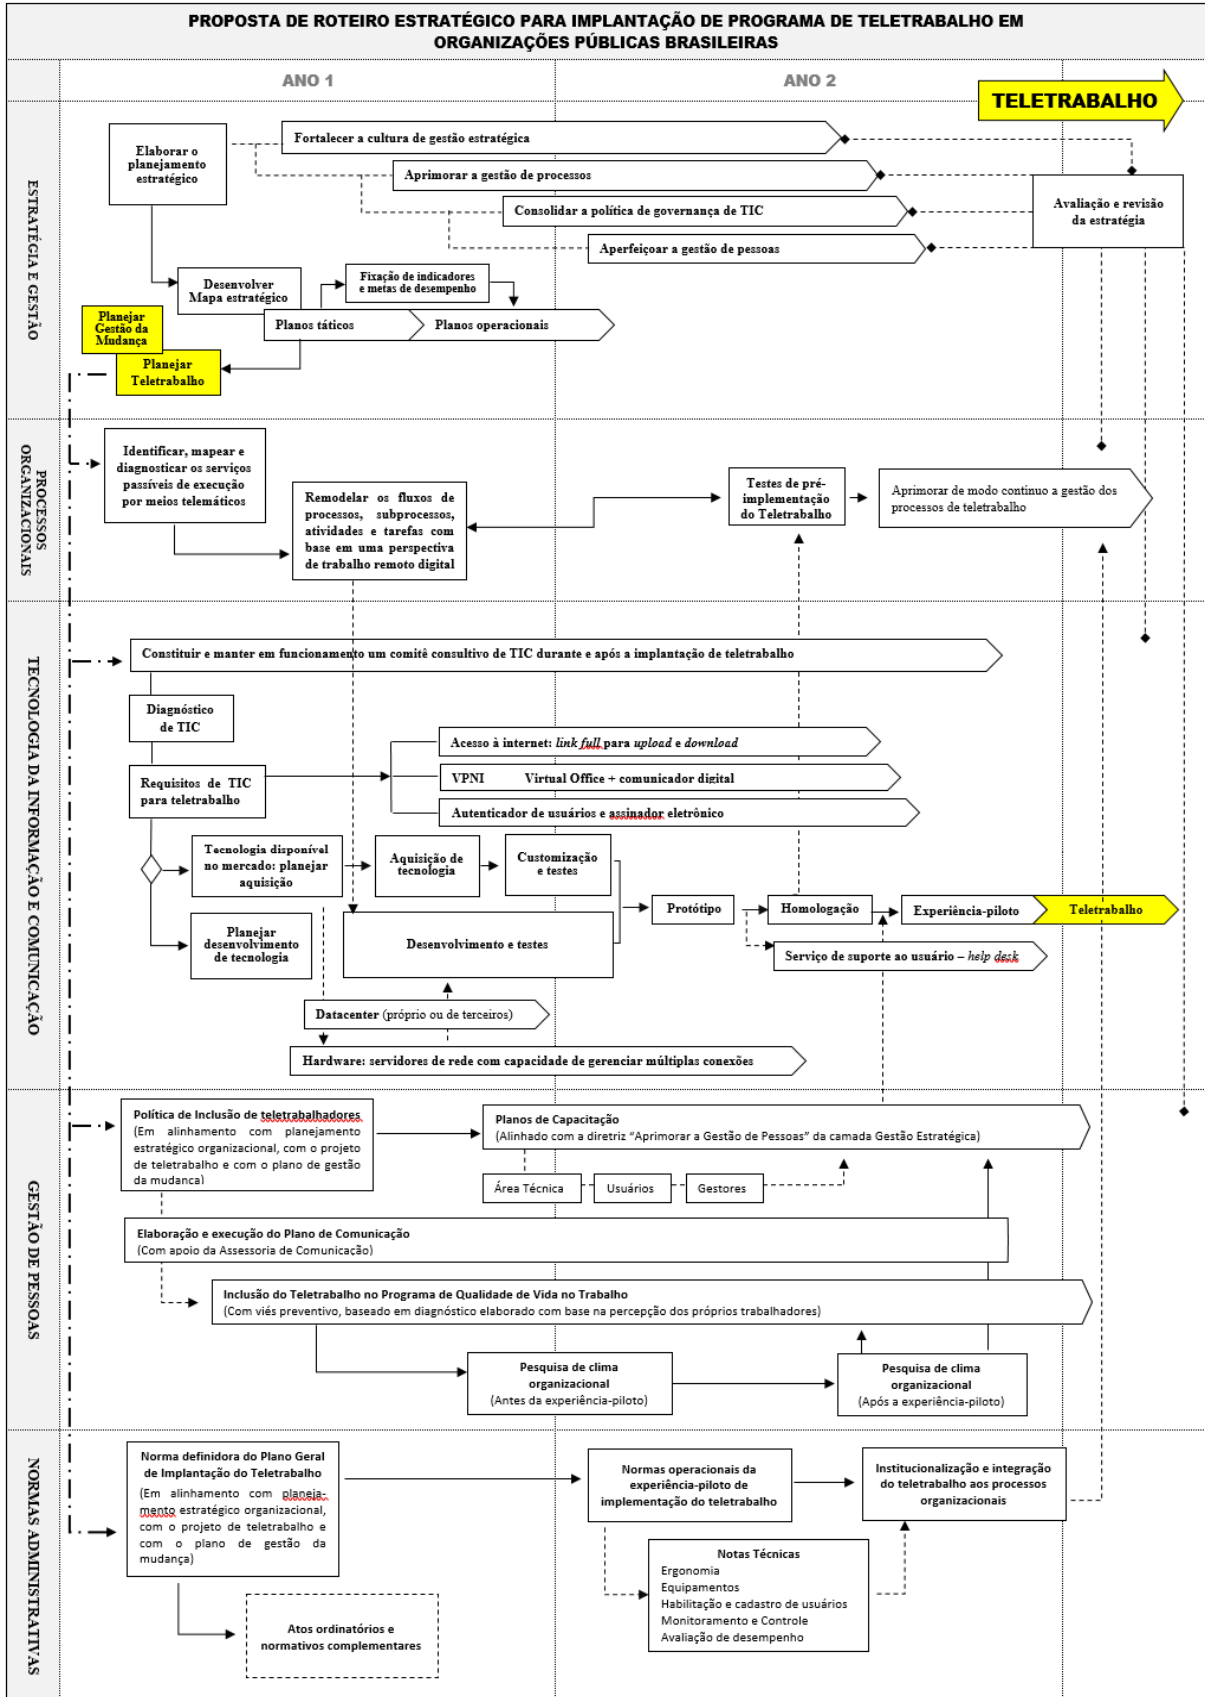 PROPOSTA DE ROTEIRO ESTRATÉGICO PARA IMPLANTAÇÃO DE PROGRAMA DE TELETRABALHO EM
ORGANIZAÇÕES PÚBLICAS BRASILEIRAS
ANO 1
ANO 2
TELETRABALHO
ESTRATÉGIA E GESTÃO
Elaborar o
planejamento
estratégico
Fortalecer a cultura de gestão estratégica
Aprimorar a gestão de processos
Consolidar a política de governança de TIC
Aperfeiçoar a gestão de pessoas
Avaliação e revisão
da estratégia
Desenvolver
Mapa estratégico
Fixação de indicadores
e metas de desempenho
Planos táticos
Planos operacionais
Planejar
Gestão da
Mudança
Planejar
Teletrabalho
PROCESSOS
ORGANIZACIONAIS
Identificar, mapear e
diagnosticar os serviços
passíveis de execução
por meios telemáticos
Remodelar os fluxos de
processos, subprocessos,
atividades e tarefas com
base em uma perspectiva
de trabalho remoto digital
Testes de pré-
implementação
do Teletrabalho
Aprimorar de modo continuo a gestão dos
processos de teletrabalho
TECNOLOGIA DA INFORMAÇÃO E COMUNICAÇÃO
Constituir e manter em funcionamento um comitê consultivo de TIC durante e após a implantação de teletrabalho
Diagnóstico
de TIC
Requisitos de TIC
para teletrabalho
Acesso à internet: link full para upload e download
VPNI Virtual Office + comunicador digital
Autenticador de usuários e assinador eletrônico
Tecnologia disponível
no mercado: planejar
aquisição
Aquisição de
tecnologia
Customização
e testes
Planejar
desenvolvimento
de tecnologia
Desenvolvimento e testes
Protótipo
Homologação
Experiência-piloto
Teletrabalho
Serviço de suporte ao usuário – help desk
Datacenter (próprio ou de terceiros)
Hardware: servidores de rede com capacidade de gerenciar múltiplas conexões
GESTÃO DE PESSOAS
Política de Inclusão de teletrabalhadores
(Em alinhamento com planejamento
estratégico organizacional, com o projeto
de teletrabalho e com o plano de gestão
da mudança)
Planos de Capacitação
(Alinhado com a diretriz “Aprimorar a Gestão de Pessoas” da camada Gestão Estratégica)
Área Técnica
Usuários
Gestores
Elaboração e execução do Plano de Comunicação
(Com apoio da Assessoria de Comunicação)
Inclusão do Teletrabalho no Programa de Qualidade de Vida no Trabalho
(Com viés preventivo, baseado em diagnóstico elaborado com base na percepção dos próprios trabalhadores)
Pesquisa de clima
organizacional
(Antes da experiência-piloto)
Pesquisa de clima
organizacional
(Após a experiência-piloto)
NORMAS ADMINISTRATIVAS
Norma definidora do Plano Geral
de Implantação do Teletrabalho
(Em alinhamento com planeja-
mento estratégico organizacional,
com o projeto de teletrabalho e
com o plano de gestão da
mudança)
Normas operacionais da
experiência-piloto de
implementação do teletrabalho
Institucionalização e integração
do teletrabalho aos processos
organizacionais
Notas Técnicas
Ergonomia
Equipamentos
Habilitação e cadastro de usuários
Monitoramento e Controle
Avaliação de desempenho
Atos ordinatórios e
normativos complementares